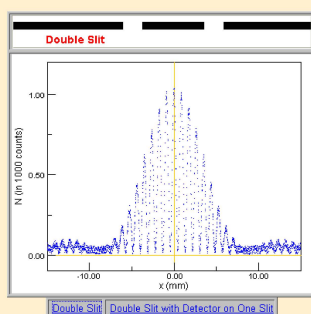 Double Slit
N (in 1000 counts)
1.00
0.50
0.00
-10.00 0.00 10.00
x (mm)
Double Slit Double Slit with Detector on One Slit